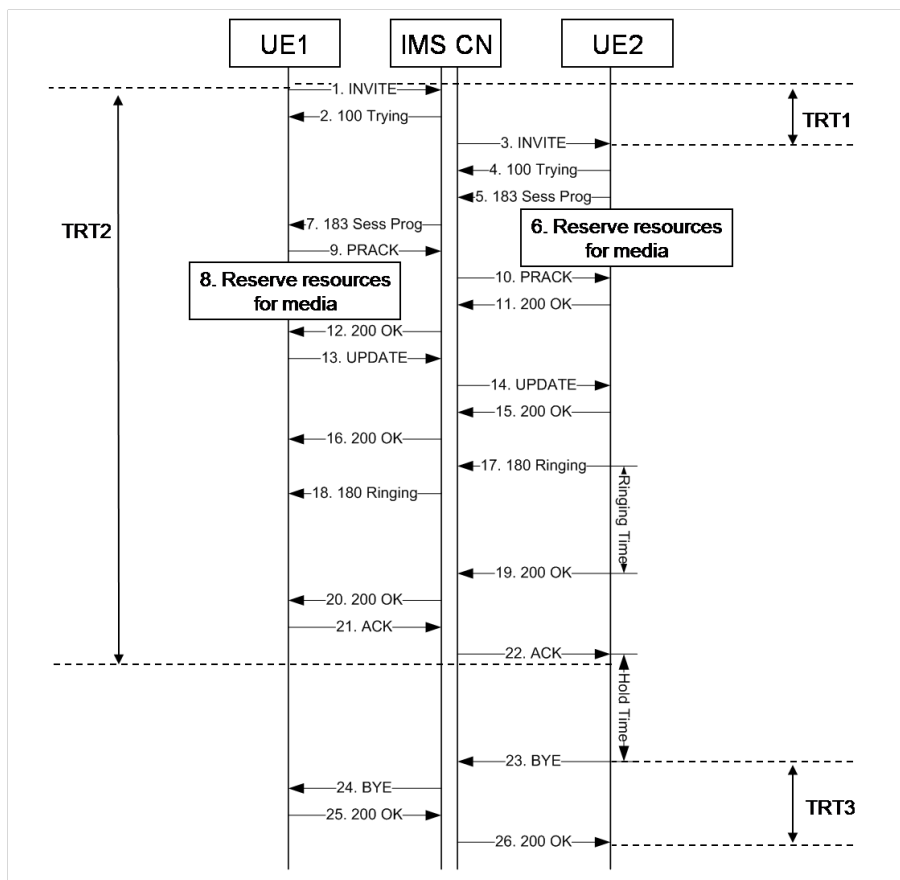 UE1
IMS CN
UE2
1. INVITE
TRT1
2. 100 Trying
3. INVITE
4. 100 Trying
5. 183 Sess Prog
TRT2
7. 183 Sess Prog
6. Reserve resources
for media
9. PRACK
8. Reserve resources
for media
10. PRACK
11. 200 OK
12. 200 OK
13. UPDATE
14. UPDATE
15. 200 OK
16. 200 OK
17. 180 Ringing
18. 180 Ringing
Ringing Time
19. 200 OK
20. 200 OK
21. ACK
22. ACK
Hold Time
23. BYE
24. BYE
TRT3
25. 200 OK
26. 200 OK